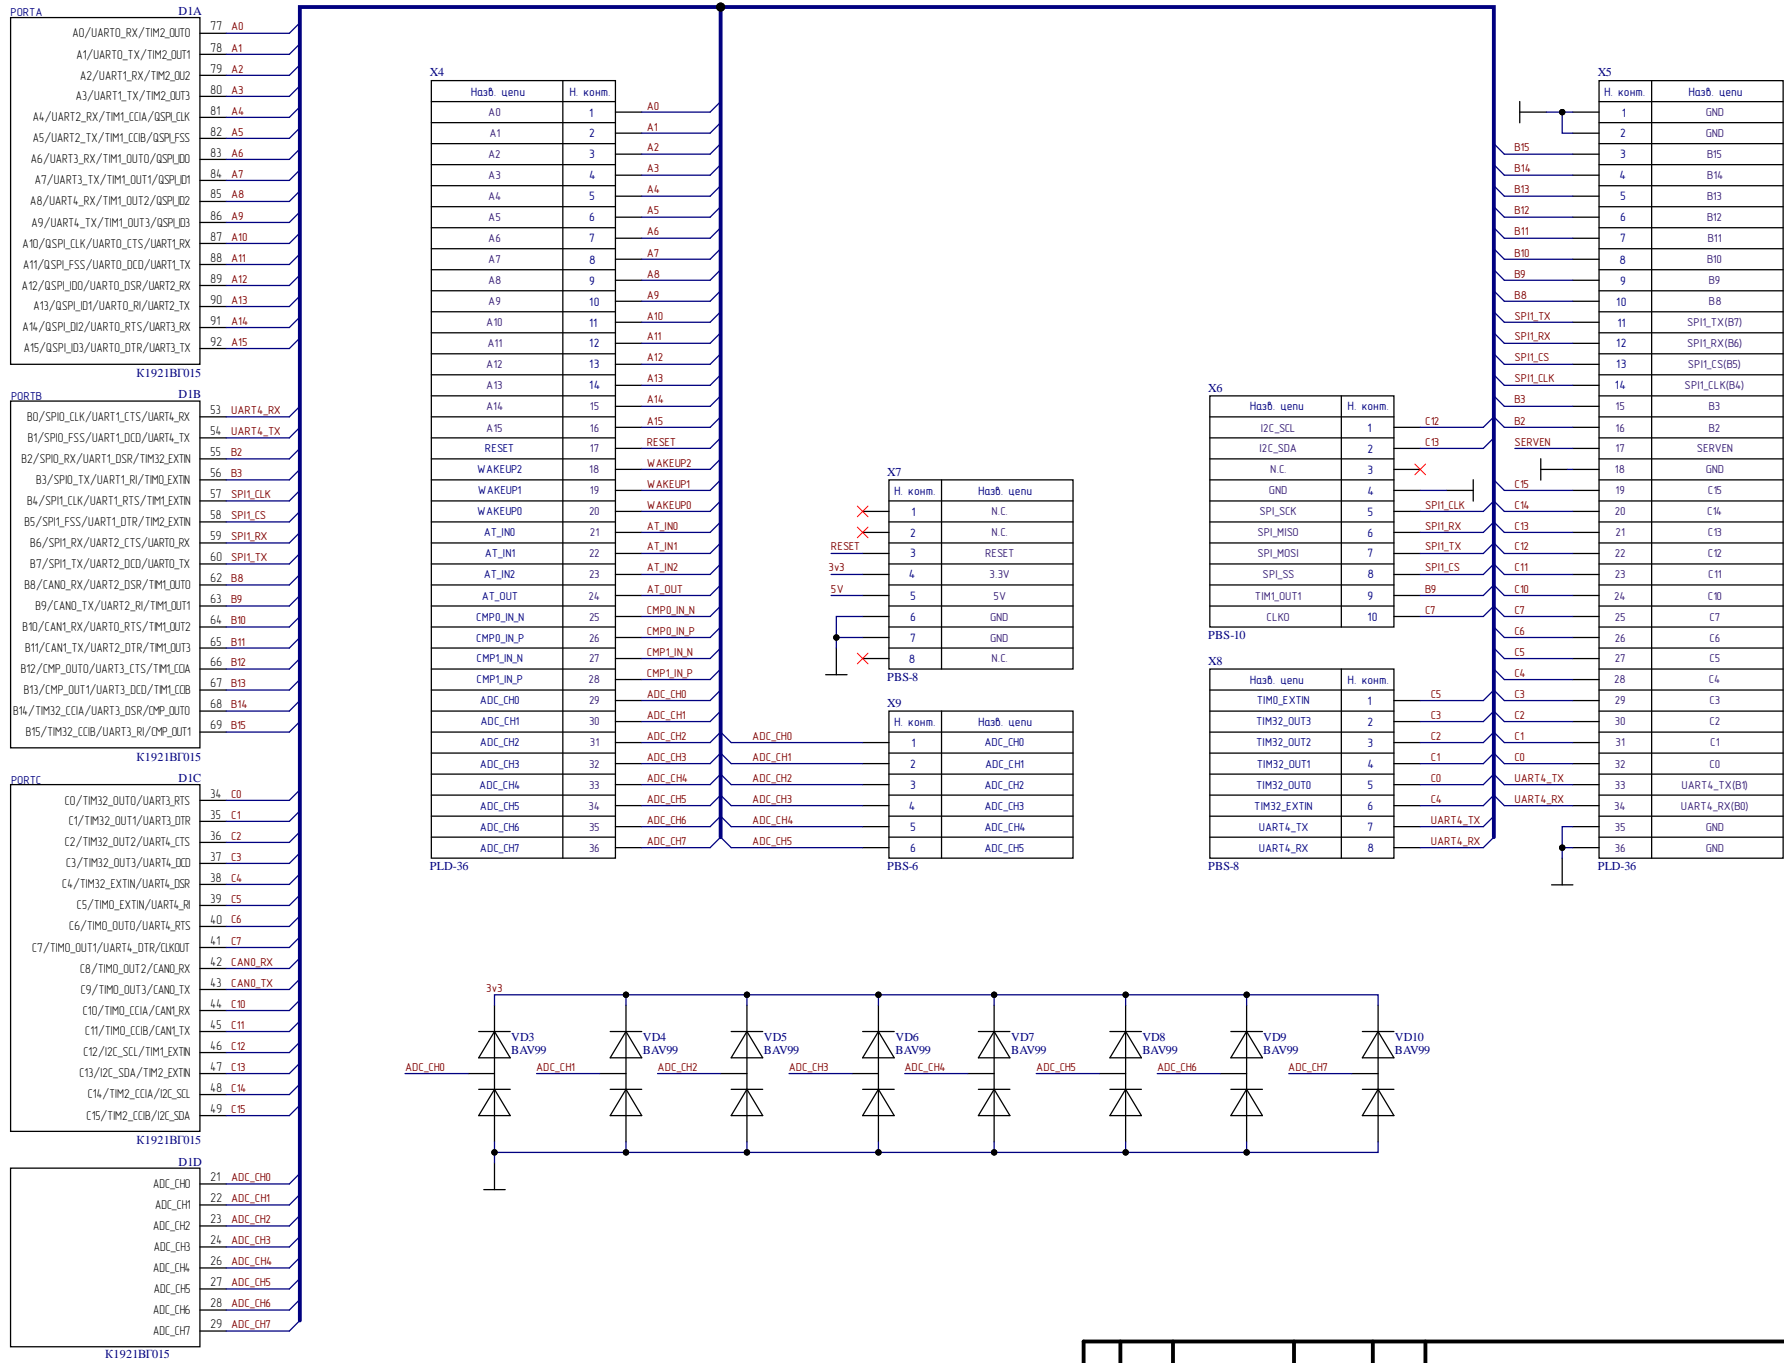 PORTA D1A
A0/UART0_RX/TIM2_OUT0 77 A0
A1/UART0_TX/TIM2_OUT1 78 A1
A2/UART1_RX/TIM2_OU2 79 A2
A3/UART1_TX/TIM2_OUT3 80 A3
A4/UART2_RX/TIM1_CCIA/QSPI_CLK 81 A4
A5/UART2_TX/TIM1_CCIB/QSPI_FSS 82 A5
A6/UART3_RX/TIM1_OUT0/QSPI_ID0 83 A6
A7/UART3_TX/TIM1_OUT1/QSPI_ID1 84 A7
A8/UART4_RX/TIM1_OUT2/QSPI_ID2 85 A8
A9/UART4_TX/TIM1_OUT3/QSPI_ID3 86 A9
A10/QSPI_CLK/UART0_CTS/UART1_RX 87 A10
A11/QSPI_FSS/UART0_DCD/UART1_TX 88 A11
A12/QSPI_ID0/UART0_DSR/UART2_RX 89 A12
A13/QSPI_ID1/UART0_RI/UART2_TX 90 A13
A14/QSPI_DI2/UART0_RTS/UART3_RX 91 A14
A15/QSPI_ID3/UART0_DTR/UART3_TX 92 A15
К1921ВГ015
PORTB D1B
B0/SPI0_CLK/UART1_CTS/UART4_RX 53 UART4_RX
B1/SPI0_FSS/UART1_DCD/UART4_TX 54 UART4_TX
B2/SPI0_RX/UART1_DSR/TIM32_EXTIN 55 B2
B3/SPI0_TX/UART1_RI/TIM0_EXTIN 56 B3
B4/SPI1_CLK/UART1_RTS/TIM1_EXTIN 57 SPI1_CLK
B5/SPI1_FSS/UART1_DTR/TIM2_EXTIN 58 SPI1_CS
B6/SPI1_RX/UART2_CTS/UART0_RX 59 SPI1_RX
B7/SPI1_TX/UART2_DCD/UART0_TX 60 SPI1_TX
B8/CAN0_RX/UART2_DSR/TIM1_OUT0 62 B8
B9/CAN0_TX/UART2_RI/TIM1_OUT1 63 B9
B10/CAN1_RX/UART0_RTS/TIM1_OUT2 64 B10
B11/CAN1_TX/UART2_DTR/TIM1_OUT3 65 B11
B12/CMP_OUT0/UART3_CTS/TIM1_C0A 66 B12
B13/CMP_OUT1/UART3_DCD/TIM1_C0B 67 B13
B14/TIM32_CCIA/UART3_DSR/CMP_OUT0 68 B14
B15/TIM32_CCIB/UART3_RI/CMP_OUT1 69 B15
К1921ВГ015
PORTC D1C
C0/TIM32_OUT0/UART3_RTS 34 C0
C1/TIM32_OUT1/UART3_DTR 35 C1
C2/TIM32_OUT2/UART4_CTS 36 C2
C3/TIM32_OUT3/UART4_DCD 37 C3
C4/TIM32_EXTIN/UART4_DSR 38 C4
C5/TIM0_EXTIN/UART4_RI 39 C5
C6/TIM0_OUT0/UART4_RTS 40 C6
C7/TIM0_OUT1/UART4_DTR/CLKOUT 41 C7
C8/TIM0_OUT2/CAN0_RX 42 CAN0_RX
C9/TIM0_OUT3/CAN0_TX 43 CAN0_TX
C10/TIM0_CCIA/CAN1_RX 44 C10
C11/TIM0_CCIB/CAN1_TX 45 C11
C12/I2C_SCL/TIM1_EXTIN 46 C12
C13/I2C_SDA/TIM2_EXTIN 47 C13
C14/TIM2_CCIA/I2C_SCL 48 C14
C15/TIM2_CCIB/I2C_SDA 49 C15
К1921ВГ015
D1D
ADC_CH0 21 ADC_CH0
ADC_CH1 22 ADC_CH1
ADC_CH2 23 ADC_CH2
ADC_CH3 24 ADC_CH3
ADC_CH4 26 ADC_CH4
ADC_CH5 27 ADC_CH5
ADC_CH6 28 ADC_CH6
ADC_CH7 29 ADC_CH7
К1921ВГ015
X4
Назв. цепи Н. конт.
A0 1 A0
A1 2 A1
A2 3 A2
A3 4 A3
A4 5 A4
A5 6 A5
A6 7 A6
A7 8 A7
A8 9 A8
A9 10 A9
A10 11 A10
A11 12 A11
A12 13 A12
A13 14 A13
A14 15 A14
A15 16 A15
RESET 17 RESET
WAKEUP2 18 WAKEUP2
WAKEUP1 19 WAKEUP1
WAKEUP0 20 WAKEUP0
AT_IN0 21 AT_IN0
AT_IN1 22 AT_IN1
AT_IN2 23 AT_IN2
AT_OUT 24 AT_OUT
CMP0_IN_N 25 CMP0_IN_N
CMP0_IN_P 26 CMP0_IN_P
CMP1_IN_N 27 CMP1_IN_N
CMP1_IN_P 28 CMP1_IN_P
ADC_CH0 29 ADC_CH0
ADC_CH1 30 ADC_CH1
ADC_CH2 31 ADC_CH2
ADC_CH3 32 ADC_CH3
ADC_CH4 33 ADC_CH4
ADC_CH5 34 ADC_CH5
ADC_CH6 35 ADC_CH6
ADC_CH7 36 ADC_CH7
PLD-36
X7
Н. конт. Назв. цепи
1 N.C.
2 N.C.
RESET 3 RESET
3v3 4 3.3V
5V 5 5V
6 GND
7 GND
8 N.C.
PBS-8
X9
Н. конт. Назв. цепи
ADC_CH0 1 ADC_CH0
ADC_CH1 2 ADC_CH1
ADC_CH2 3 ADC_CH2
ADC_CH3 4 ADC_CH3
ADC_CH4 5 ADC_CH4
ADC_CH5 6 ADC_CH5
PBS-6
X6
Назв. цепи Н. конт.
I2C_SCL 1 C12
I2C_SDA 2 C13
N.C. 3
GND 4
SPI_SCK 5 SPI1_CLK
SPI_MISO 6 SPI1_RX
SPI_MOSI 7 SPI1_TX
SPI_SS 8 SPI1_CS
TIM1_OUT1 9 B9
CLKO 10 C7
PBS-10
X8
Назв. цепи Н. конт.
TIM0_EXTIN 1 C5
TIM32_OUT3 2 C3
TIM32_OUT2 3 C2
TIM32_OUT1 4 C1
TIM32_OUT0 5 C0
TIM32_EXTIN 6 C4
UART4_TX 7 UART4_TX
UART4_RX 8 UART4_RX
PBS-8
X5
Н. конт. Назв. цепи
1 GND
2 GND
B15 3 B15
B14 4 B14
B13 5 B13
B12 6 B12
B11 7 B11
B10 8 B10
B9 9 B9
B8 10 B8
SPI1_TX 11 SPI1_TX(B7)
SPI1_RX 12 SPI1_RX(B6)
SPI1_CS 13 SPI1_CS(B5)
SPI1_CLK 14 SPI1_CLK(B4)
B3 15 B3
B2 16 B2
SERVEN 17 SERVEN
18 GND
C15 19 C15
C14 20 C14
C13 21 C13
C12 22 C12
C11 23 C11
C10 24 C10
C7 25 C7
C6 26 C6
C5 27 C5
C4 28 C4
C3 29 C3
C2 30 C2
C1 31 C1
C0 32 C0
UART4_TX 33 UART4_TX(B1)
UART4_RX 34 UART4_RX(B0)
35 GND
36 GND
PLD-36
3v3
VD3 VD4 VD5 VD6 VD7 VD8 VD9 VD10
BAV99 BAV99 BAV99 BAV99 BAV99 BAV99 BAV99 BAV99
ADC_CH0 ADC_CH1 ADC_CH2 ADC_CH3 ADC_CH4 ADC_CH5 ADC_CH6 ADC_CH7